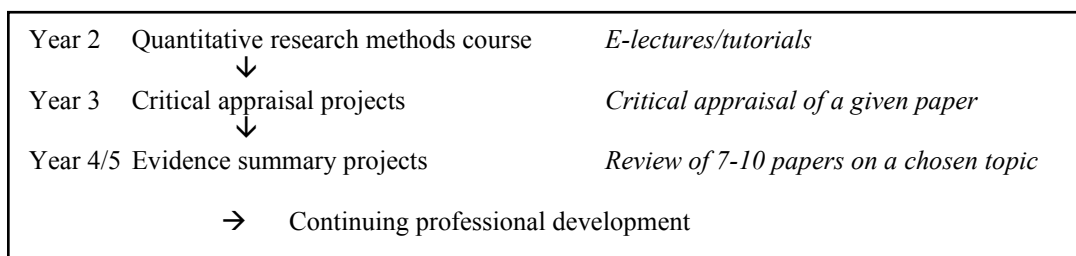 Year 2 Quantitative research methods course E-lectures/tutorials
↓
Year 3 Critical appraisal projects Critical appraisal of a given paper
↓
Year 4/5 Evidence summary projects Review of 7-10 papers on a chosen topic
→ Continuing professional development